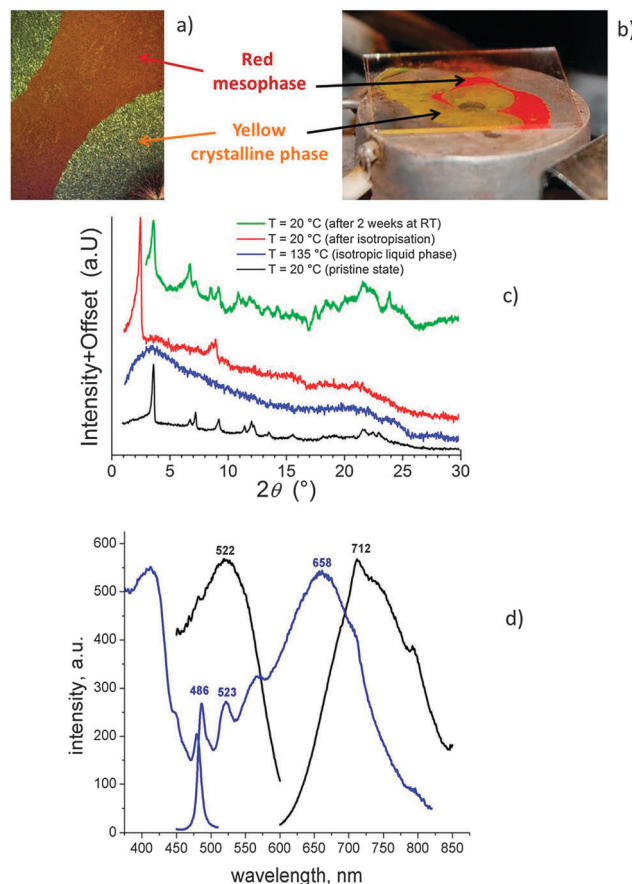 a)
b)
Red
mesophase
Yellow
crystalline phase
T = 20 °C (after 2 weeks at RT)
T = 20 °C (after isotropisation)
T = 135 °C (isotropic liquid phase)
T = 20 °C (pristine state)
c)
Intensity+Offset (a.U)
0 5 10 15 20 25 30
2θ (°)
d)
522
712
658
486
523
600
500
400
300
200
100
0
intensity, a.u.
400 450 500 550 600 650 700 750 800 850
wavelength, nm